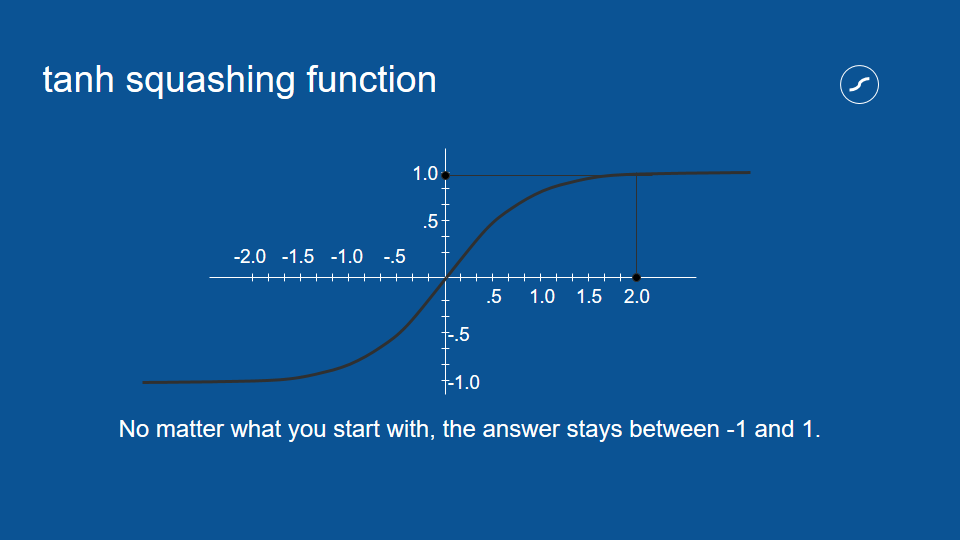 tanh squashing function
1.0
.5
-2.0 -1.5 -1.0 -.5
.5 1.0 1.5 2.0
-.5
-1.0
No matter what you start with, the answer stays between -1 and 1.